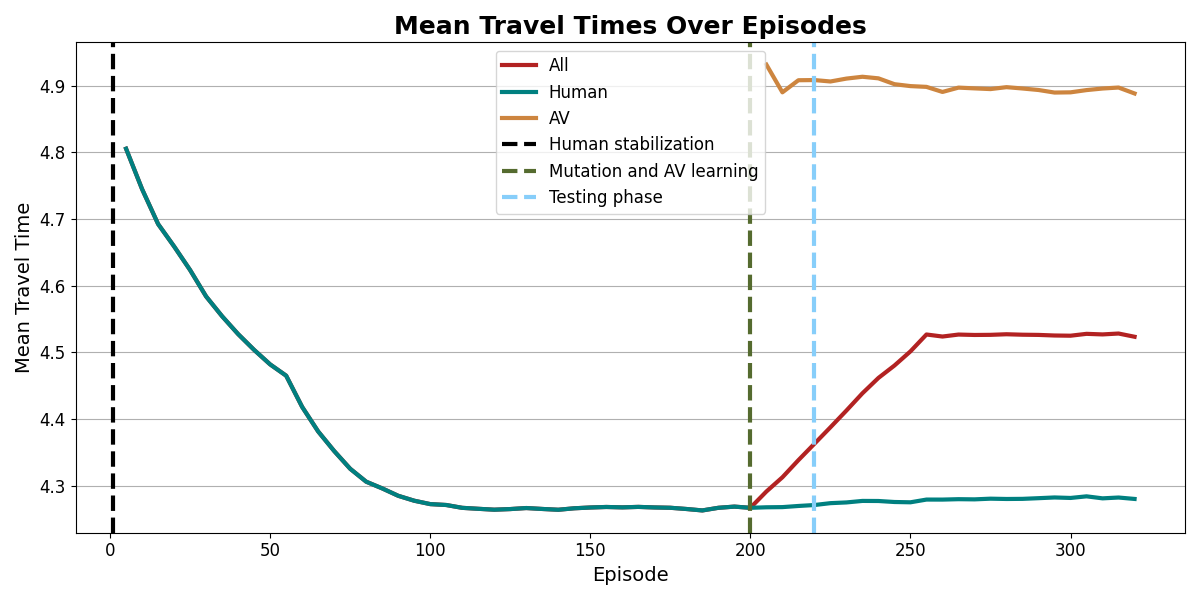 Mean Travel Times Over Episodes
Mean Travel Time
4.9
4.8
4.7
4.6
4.5
4.4
4.3
All
Human
AV
Human stabilization
Mutation and AV learning
Testing phase
0 50 100 150 200 250 300
Episode